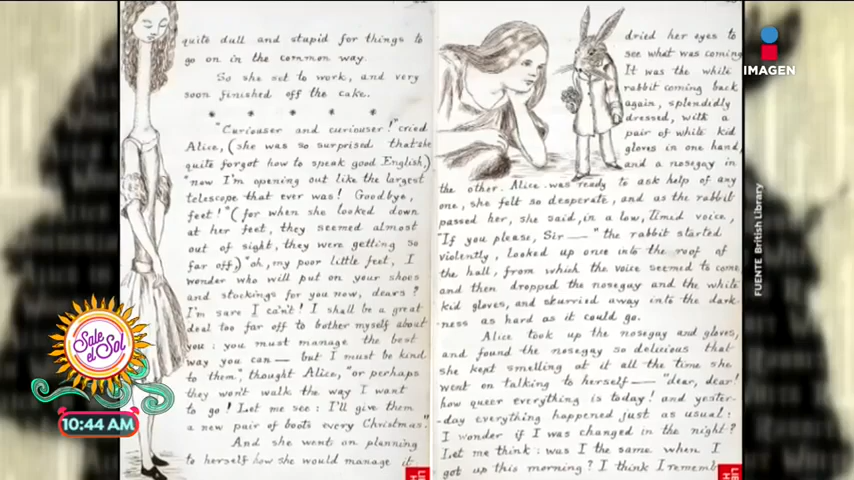 quite dull and stupid for things to
go on in the common way.
So she set to work, and very
soon finished off the cake.
* * * * * *
"Curiouser and curiouser!" cried
Alice, (she was so surprised that she
quite forgot how to speak good English,)
"now I'm opening out like the largest
telescope that ever was! Goodbye,
feet!" (for when she looked down
at her feet, they seemed almost
out of sight, they were getting so
far off,) "oh, my poor little feet, I
wonder who will put on your shoes
and stockings for you now, dears?
I'm sure I can't! I shall be a great
deal too far off to bother myself about
you: you must manage the best
way you can — but I must be kind
to them," thought Alice, "or perhaps
they won't walk the way I want
to go! Let me see: I'll give them
a new pair of boots every Christmas."
And she went on planning
to herself how she would manage it
dried her eyes to
see what was coming
It was the white
rabbit coming back
again, splendidly
dressed, with a
pair of white kid
gloves in one hand,
and a nosegay in
the other. Alice was ready to ask help of any
one, she felt so desperate, and as the rabbit
passed her, she said, in a low, timid voice,
"If you please, Sir —" the rabbit started
violently, looked up once into the roof of
the hall, from which the voice seemed to come,
and then dropped the nosegay and the white
kid gloves, and skurried away into the dark-
-ness as hard as it could go.
Alice took up the nosegay and gloves,
and found the nosegay so delicious that
she kept smelling at it all the time she
went on talking to herself — "dear, dear!
how queer everything is today! and yester-
-day everything happened just as usual:
I wonder if I was changed in the night?
Let me think: was I the same when I
got up this morning? I think I rememb
IMAGEN
FUENTE British Library
Sale
el Sol
10:44 AM